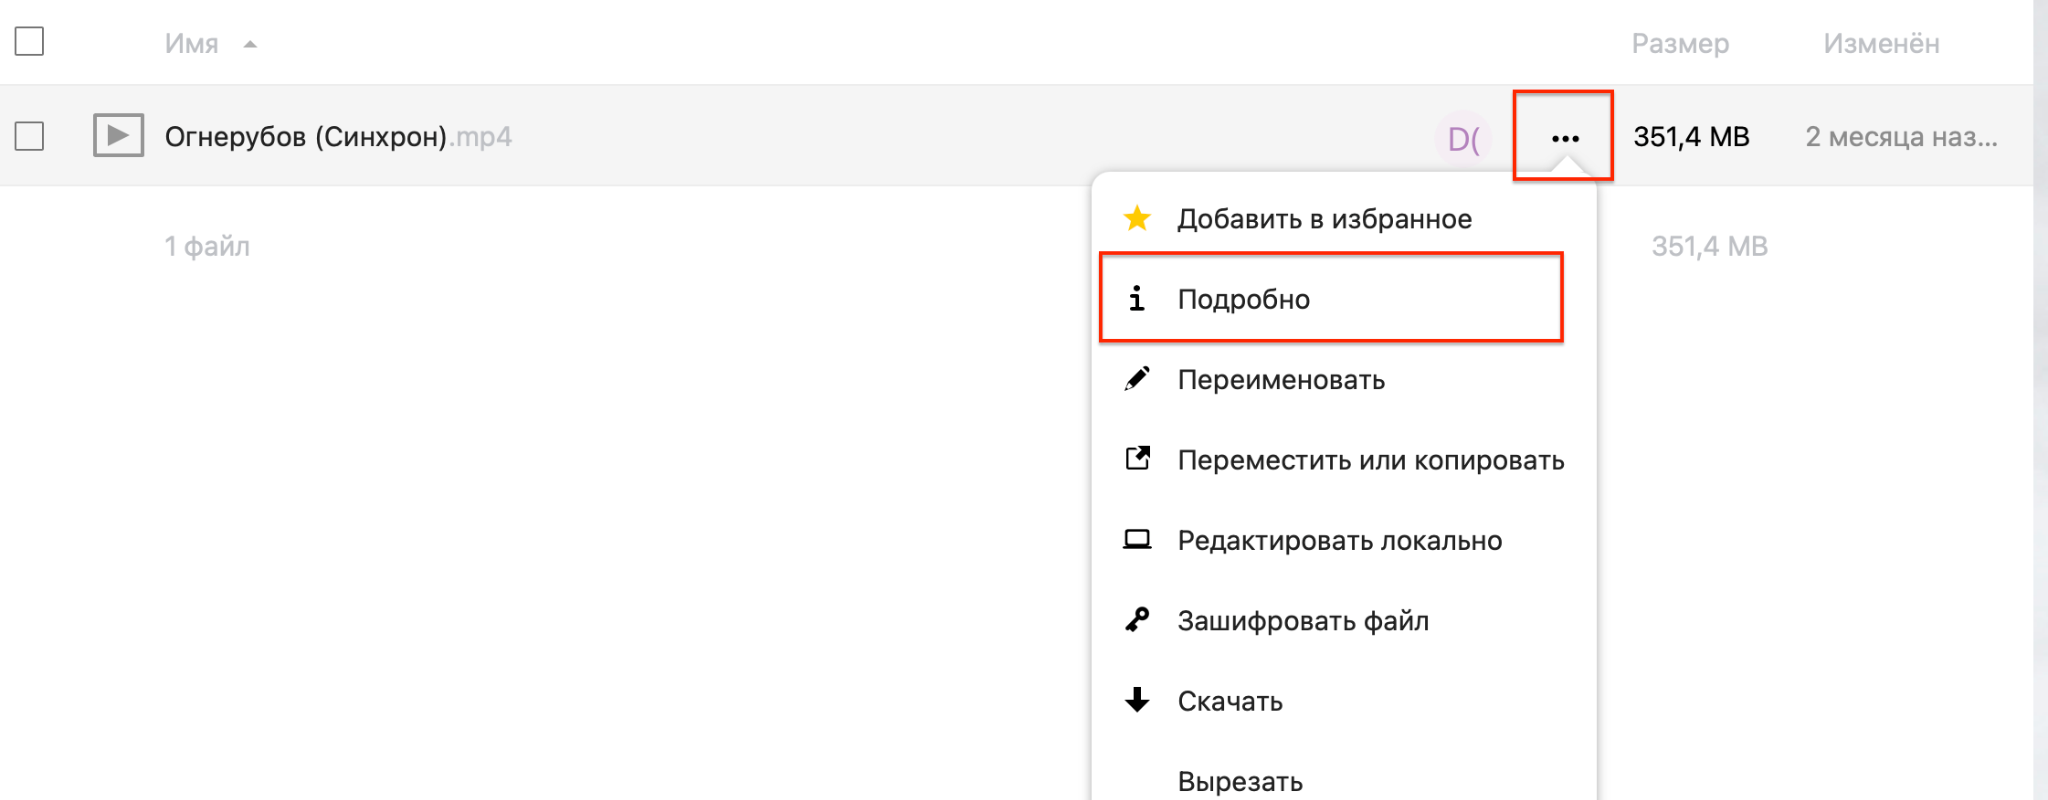 Имя
Размер
Изменён
Огнерубов (Синхрон).mp4
D(
351,4 MB
2 месяца наз...
1 файл
351,4 MB
Добавить в избранное
Подробно
Переименовать
Переместить или копировать
Редактировать локально
Зашифровать файл
Скачать
Вырезать